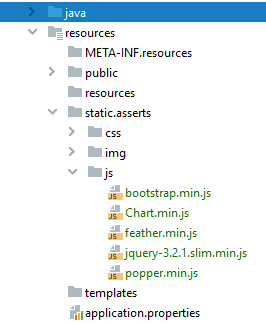 java
resources
META-INF.resources
public
resources
static.asserts
css
img
js
bootstrap.min.js
Chart.min.js
feather.min.js
jquery-3.2.1.slim.min.js
popper.min.js
templates
application.properties